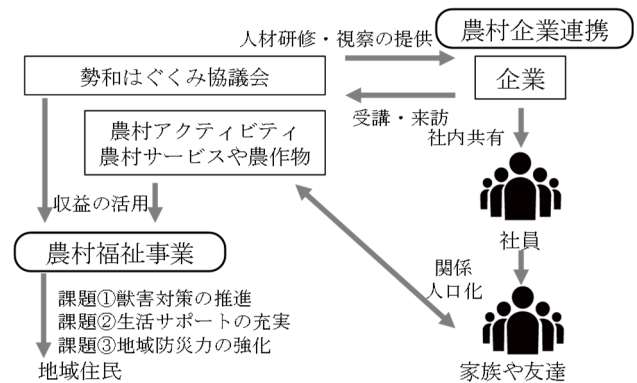 農村企業連携
人材研修・視察の提供
勢和はぐくみ協議会
企業
受講・来訪
農村アクティビティ
農村サービスや農作物
社内共有
収益の活用
社員
農村福祉事業
関係
人口化
課題①獣害対策の推進
課題②生活サポートの充実
課題③地域防災力の強化
地域住民
家族や友達